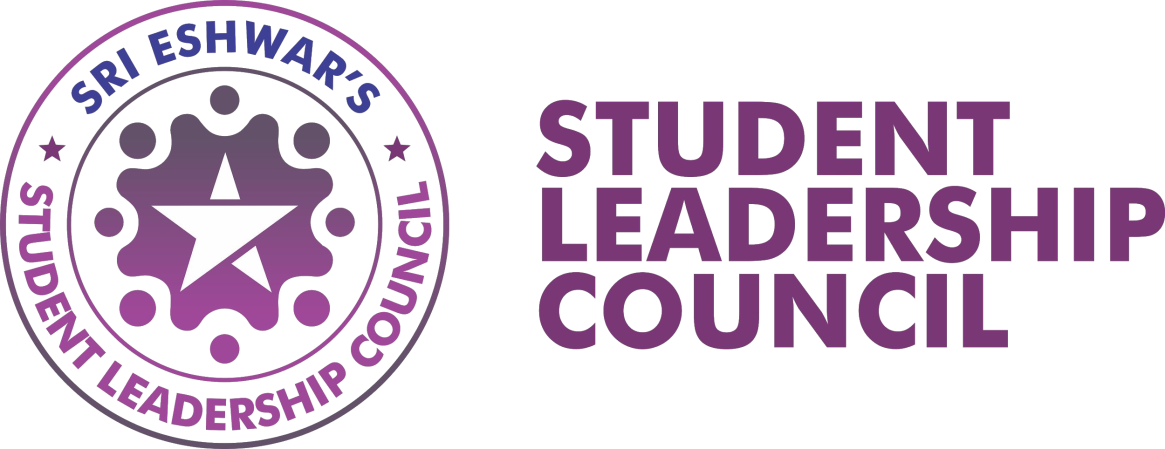 SRI ESHWAR'S
STUDENT LEADERSHIP COUNCIL
STUDENT
LEADERSHIP
COUNCIL